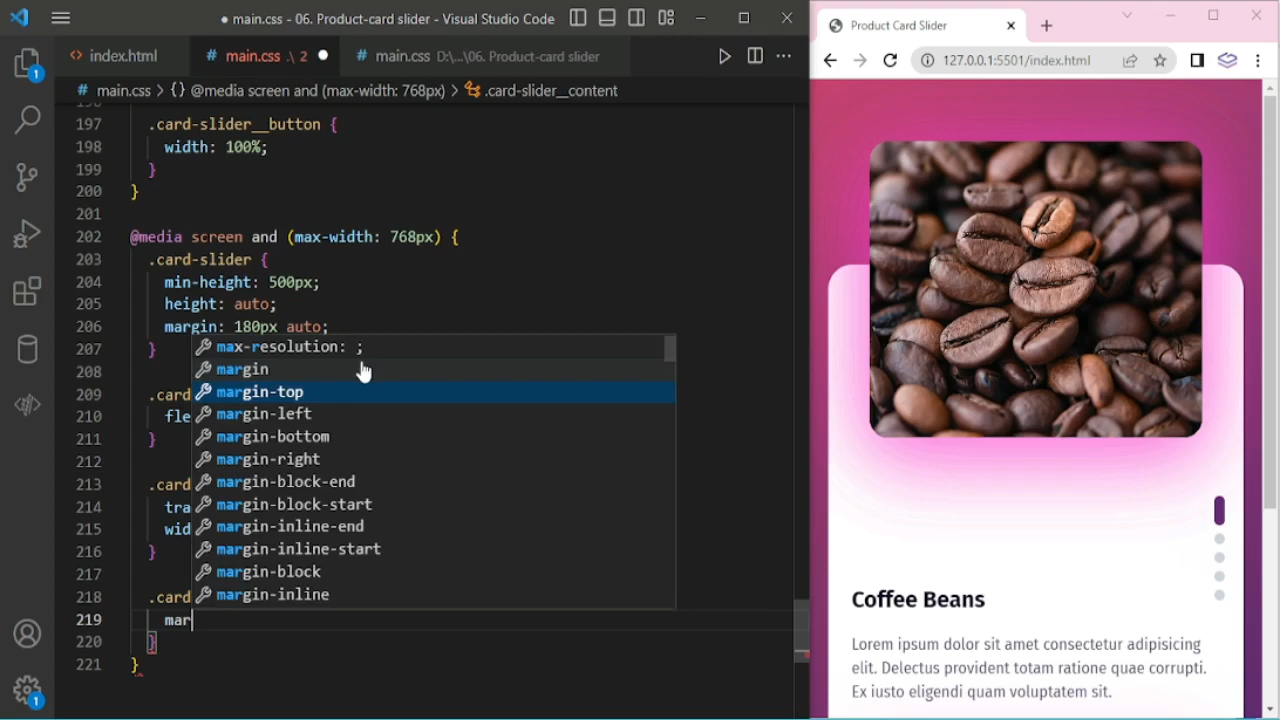 ● main.css - 06. Product-card slider - Visual Studio Code
index.html
main.css .\ 2 ●
main.css D:\...\06. Product-card slider
main.css > {} @media screen and (max-width: 768px) > .card-slider__content
196
197 .card-slider__button {
198 width: 100%;
199 }
200 }
201
202 @media screen and (max-width: 768px) {
203 .card-slider {
204 min-height: 500px;
205 height: auto;
206 margin: 180px auto;
207 }
208
209 .card
210 fle
211 }
212
213 .card
214 tra
215 wid
216 }
217
218 .card
219 mar
220 }
221 }
max-resolution: ;
margin
margin-top
margin-left
margin-bottom
margin-right
margin-block-end
margin-block-start
margin-inline-end
margin-inline-start
margin-block
margin-inline
1
1
Product Card Slider
127.0.0.1:5501/index.html
Coffee Beans
Lorem ipsum dolor sit amet consectetur adipisicing
elit. Delectus provident totam ratione quae corrupti.
Ex iusto eligendi quam voluptatem sit.